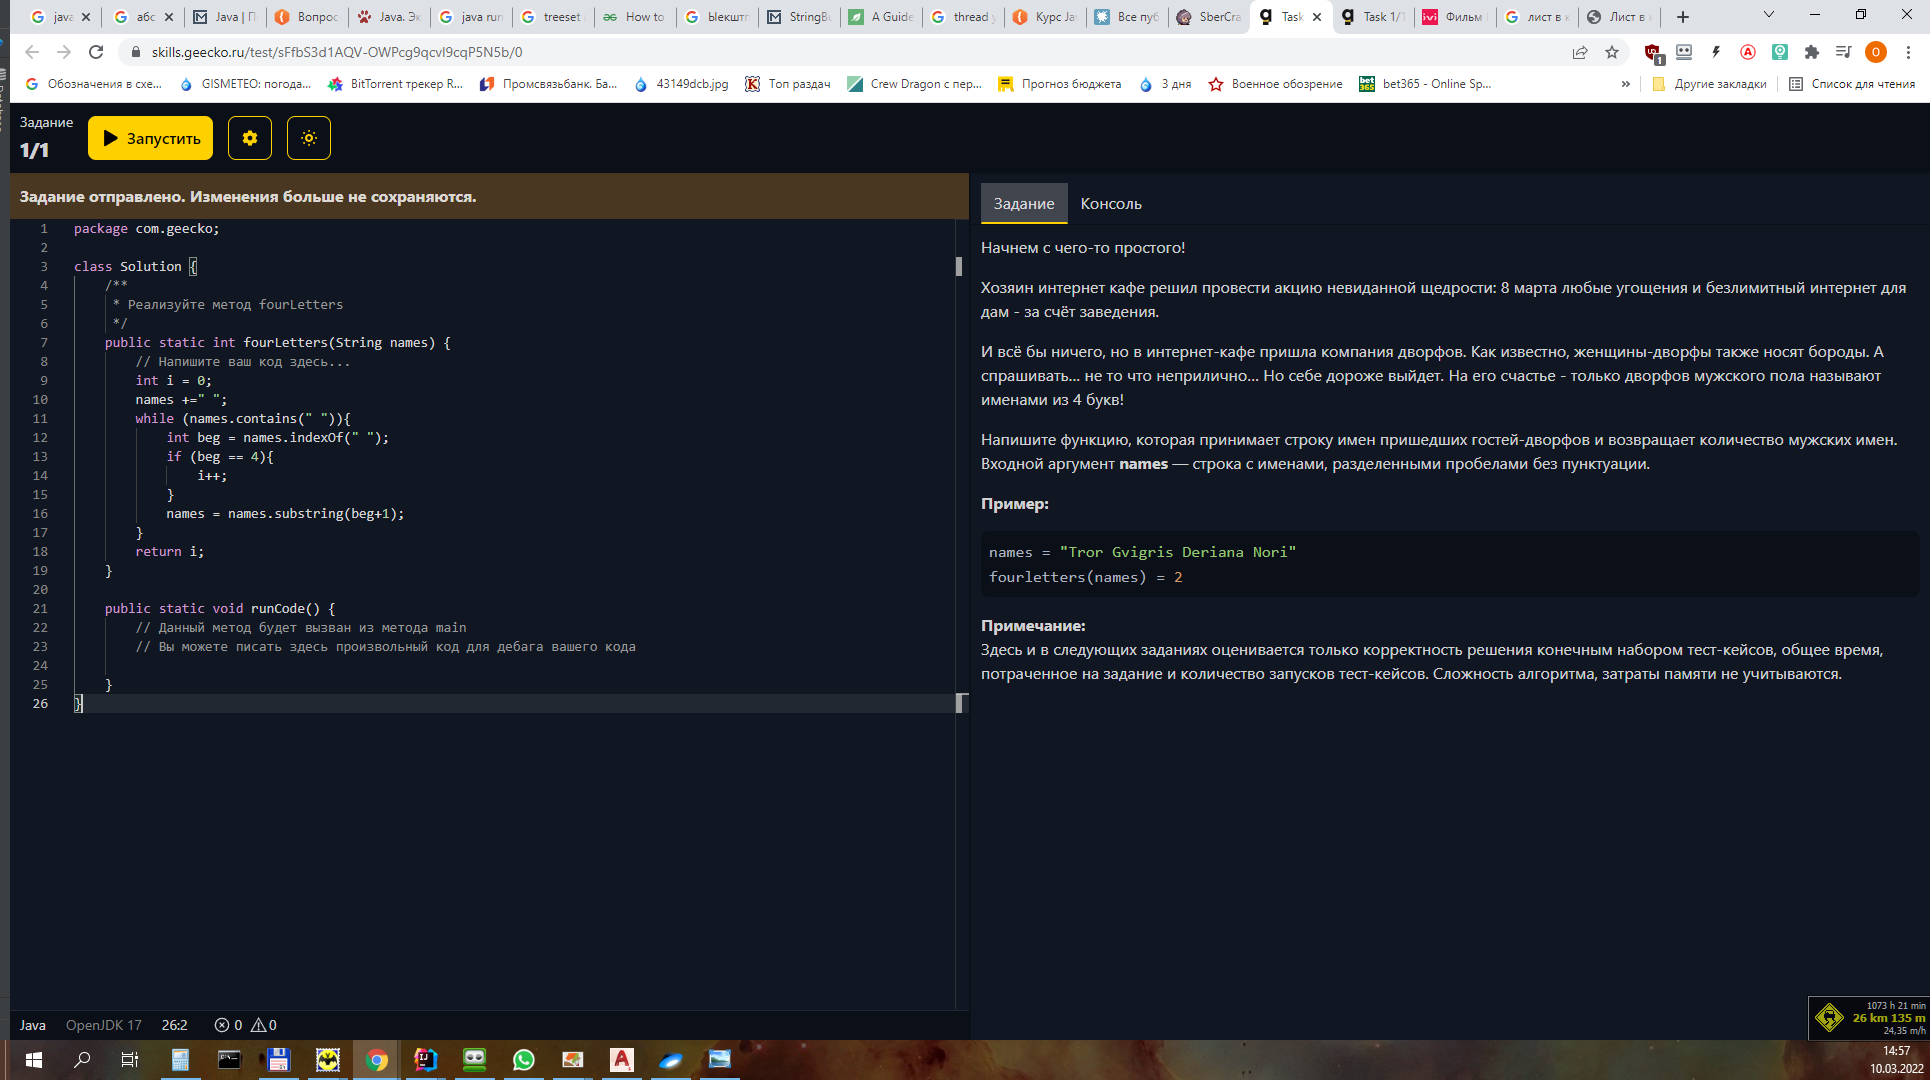 java
абс
Java | П
Вопрос
Java. Эк
java run
treeset
How to
Ыекштп
StringBu
A Guide
thread y
Курс Ja
Все пуб
SberCra
Task
Task 1/1
Фильм
лист в к
Лист в
skills.geecko.ru/test/sFfbS3d1AQV-OWPcg9qcvI9cqP5N5b/0
1
O
Обозначения в схе...
GISMETEO: погода...
BitTorrent трекер R...
Промсвязьбанк. Ба...
43149dcb.jpg
Топ раздач
Crew Dragon с пер...
Прогноз бюджета
3 дня
Военное обозрение
bet365 - Online Sp...
»
Другие закладки
Список для чтения
Задание
1/1
Запустить
Задание отправлено. Изменения больше не сохраняются.
1 package com.geecko;
2
3 class Solution {
4 /**
5 * Реализуйте метод fourLetters
6 */
7 public static int fourLetters(String names) {
8 // Напишите ваш код здесь...
9 int i = 0;
10 names +=" ";
11 while (names.contains(" ")){
12 int beg = names.indexOf(" ");
13 if (beg == 4){
14 i++;
15 }
16 names = names.substring(beg+1);
17 }
18 return i;
19 }
20
21 public static void runCode() {
22 // Данный метод будет вызван из метода main
23 // Вы можете писать здесь произвольный код для дебага вашего кода
24
25 }
26 }
Задание
Консоль
Начнем с чего-то простого!
Хозяин интернет кафе решил провести акцию невиданной щедрости: 8 марта любые угощения и безлимитный интернет для
дам - за счёт заведения.
И всё бы ничего, но в интернет-кафе пришла компания дворфов. Как известно, женщины-дворфы также носят бороды. А
спрашивать... не то что неприлично... Но себе дороже выйдет. На его счастье - только дворфов мужского пола называют
именами из 4 букв!
Напишите функцию, которая принимает строку имен пришедших гостей-дворфов и возвращает количество мужских имен.
Входной аргумент names — строка с именами, разделенными пробелами без пунктуации.
Пример:
names = "Tror Gvigris Deriana Nori"
fourletters(names) = 2
Примечание:
Здесь и в следующих заданиях оценивается только корректность решения конечным набором тест-кейсов, общее время,
потраченное на задание и количество запусков тест-кейсов. Сложность алгоритма, затраты памяти не учитываются.
Java
OpenJDK 17
26:2
0
0
1073 h 21 min
26 km 135 m
24,35 m/h
14:57
10.03.2022